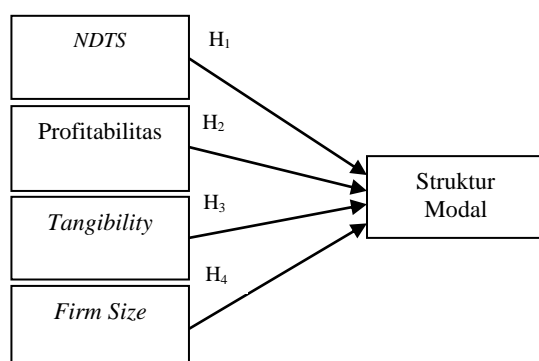 NDTS
H₁
Profitabilitas
H₂
Struktur
Modal
Tangibility
H₃
Firm Size
H₄